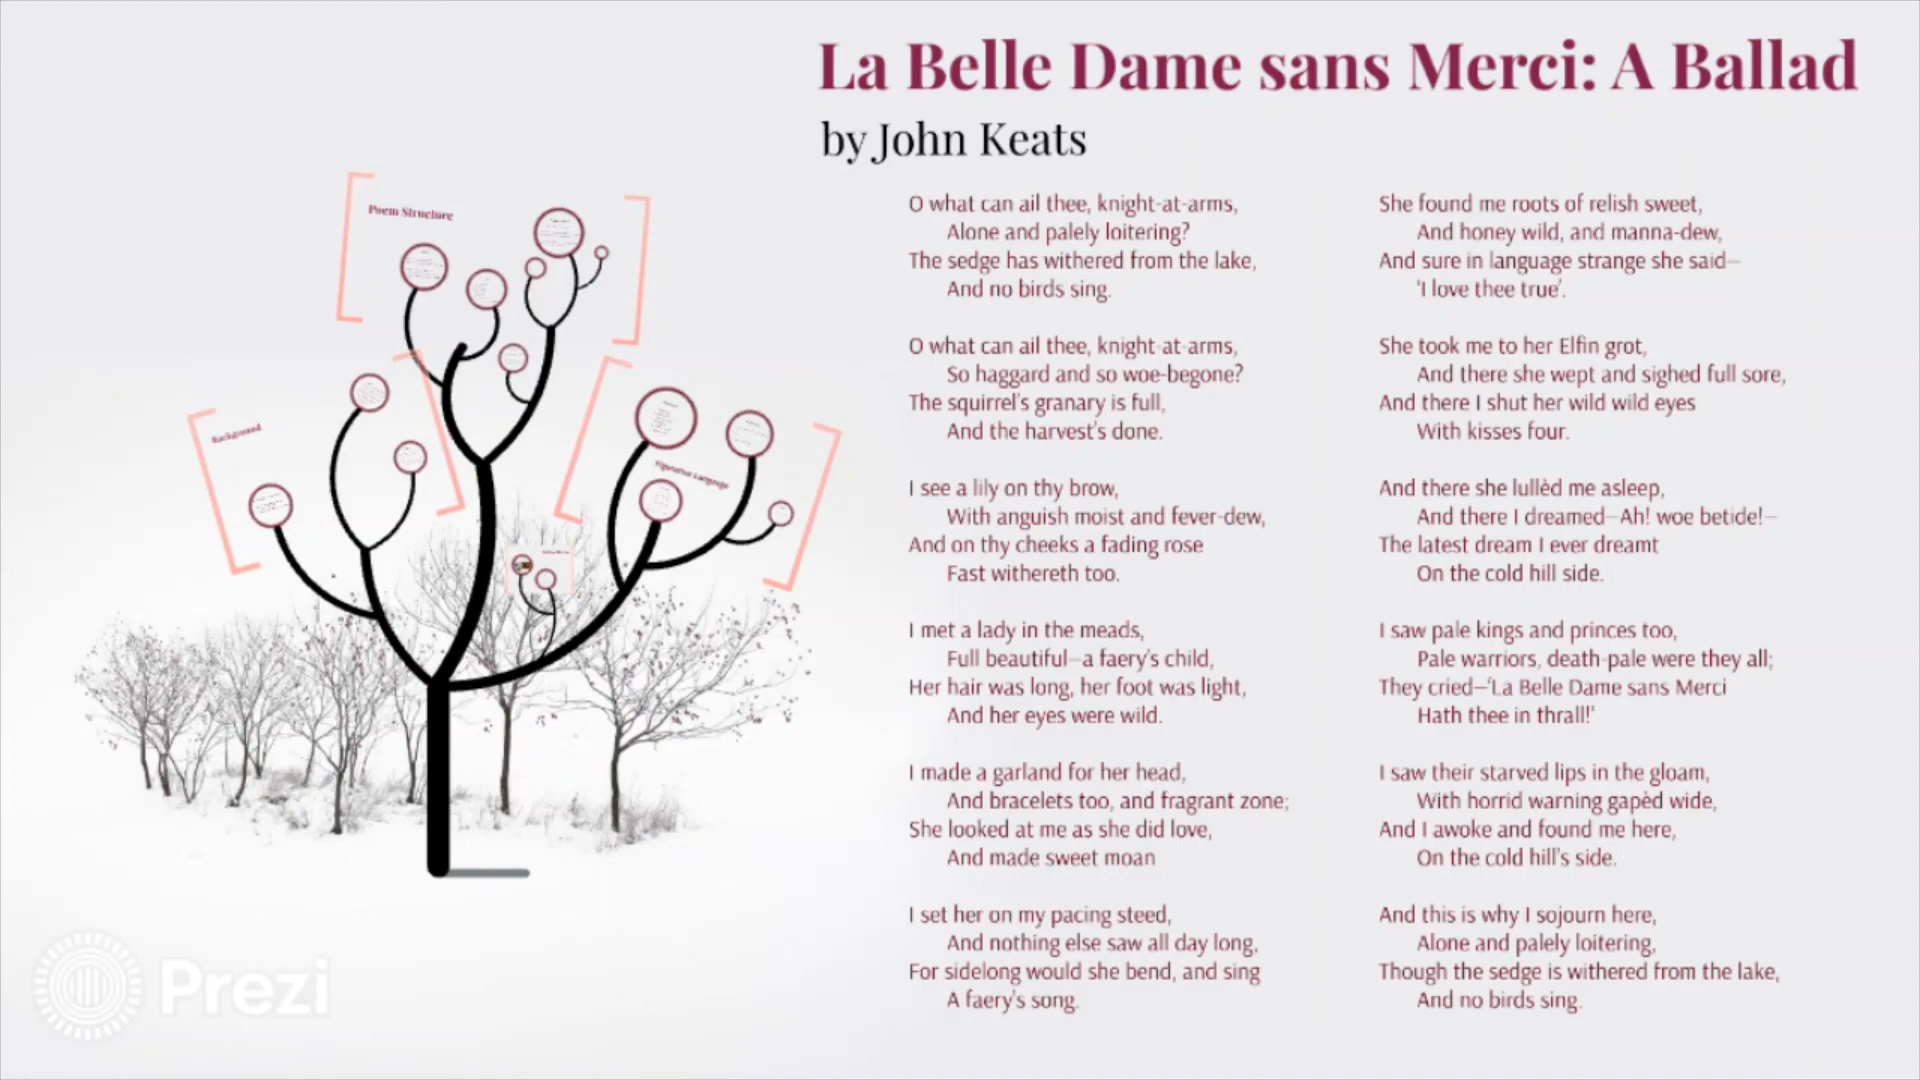 La Belle Dame sans Merci: A Ballad
by John Keats
Poem Structure
Background
Figurative Language
O what can ail thee, knight-at-arms,
Alone and palely loitering?
The sedge has withered from the lake,
And no birds sing.
O what can ail thee, knight-at-arms,
So haggard and so woe-begone?
The squirrel's granary is full,
And the harvest's done.
I see a lily on thy brow,
With anguish moist and fever-dew,
And on thy cheeks a fading rose
Fast withereth too.
I met a lady in the meads,
Full beautiful—a faery's child,
Her hair was long, her foot was light,
And her eyes were wild.
I made a garland for her head,
And bracelets too, and fragrant zone;
She looked at me as she did love,
And made sweet moan
I set her on my pacing steed,
And nothing else saw all day long,
For sidelong would she bend, and sing
A faery's song.
She found me roots of relish sweet,
And honey wild, and manna-dew,
And sure in language strange she said—
'I love thee true'.
She took me to her Elfin grot,
And there she wept and sighed full sore,
And there I shut her wild wild eyes
With kisses four.
And there she lullèd me asleep,
And there I dreamed—Ah! woe betide!—
The latest dream I ever dreamt
On the cold hill side.
I saw pale kings and princes too,
Pale warriors, death-pale were they all;
They cried—'La Belle Dame sans Merci
Hath thee in thrall!'
I saw their starved lips in the gloam,
With horrid warning gapèd wide,
And I awoke and found me here,
On the cold hill's side.
And this is why I sojourn here,
Alone and palely loitering,
Though the sedge is withered from the lake,
And no birds sing.
Prezi